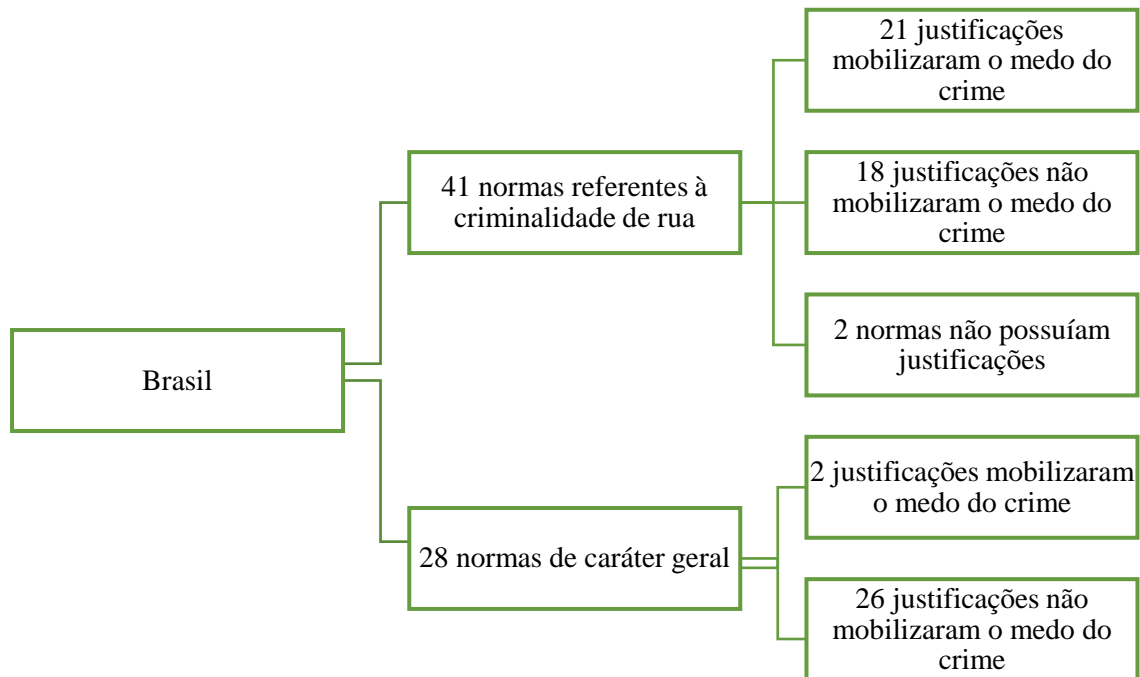 21 justificações
mobilizaram o medo do
crime
41 normas referentes à
criminalidade de rua
18 justificações não
mobilizaram o medo do
crime
2 normas não possuíam
justificações
Brasil
2 justificações mobilizaram
o medo do crime
28 normas de caráter geral
26 justificações não
mobilizaram o medo do
crime